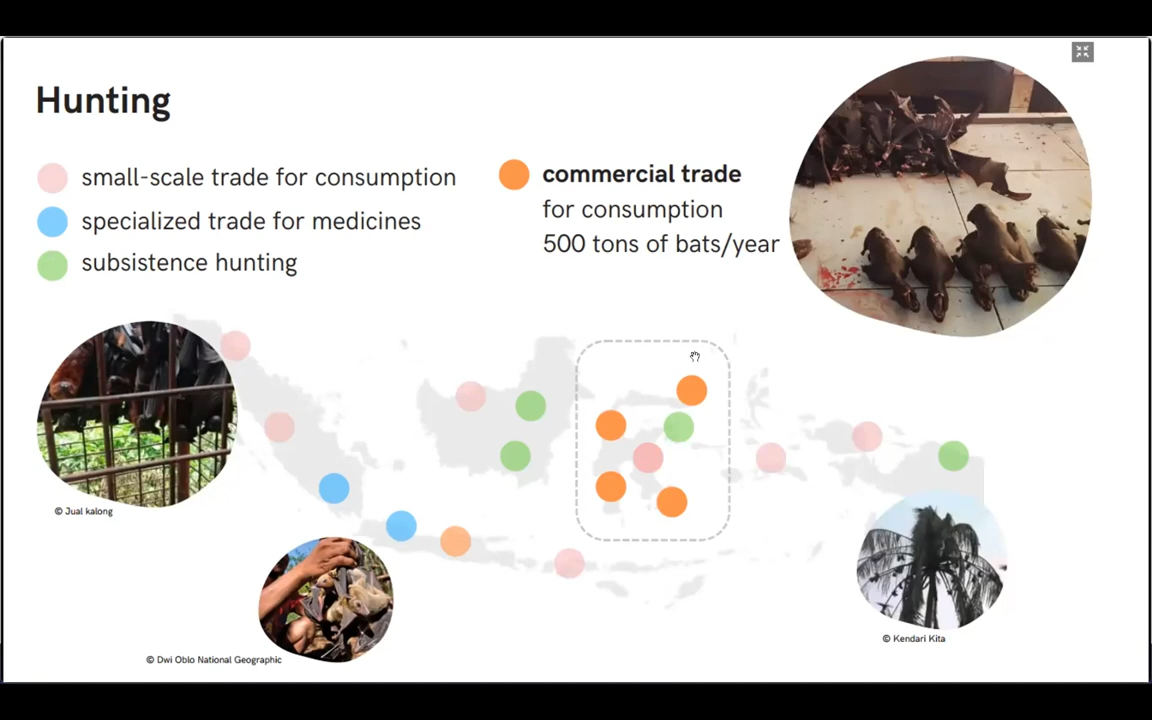 Hunting
small-scale trade for consumption
specialized trade for medicines
subsistence hunting
commercial trade
for consumption
500 tons of bats/year
© Jual kalong
© Dwi Oblo National Geographic
© Kendari Kita